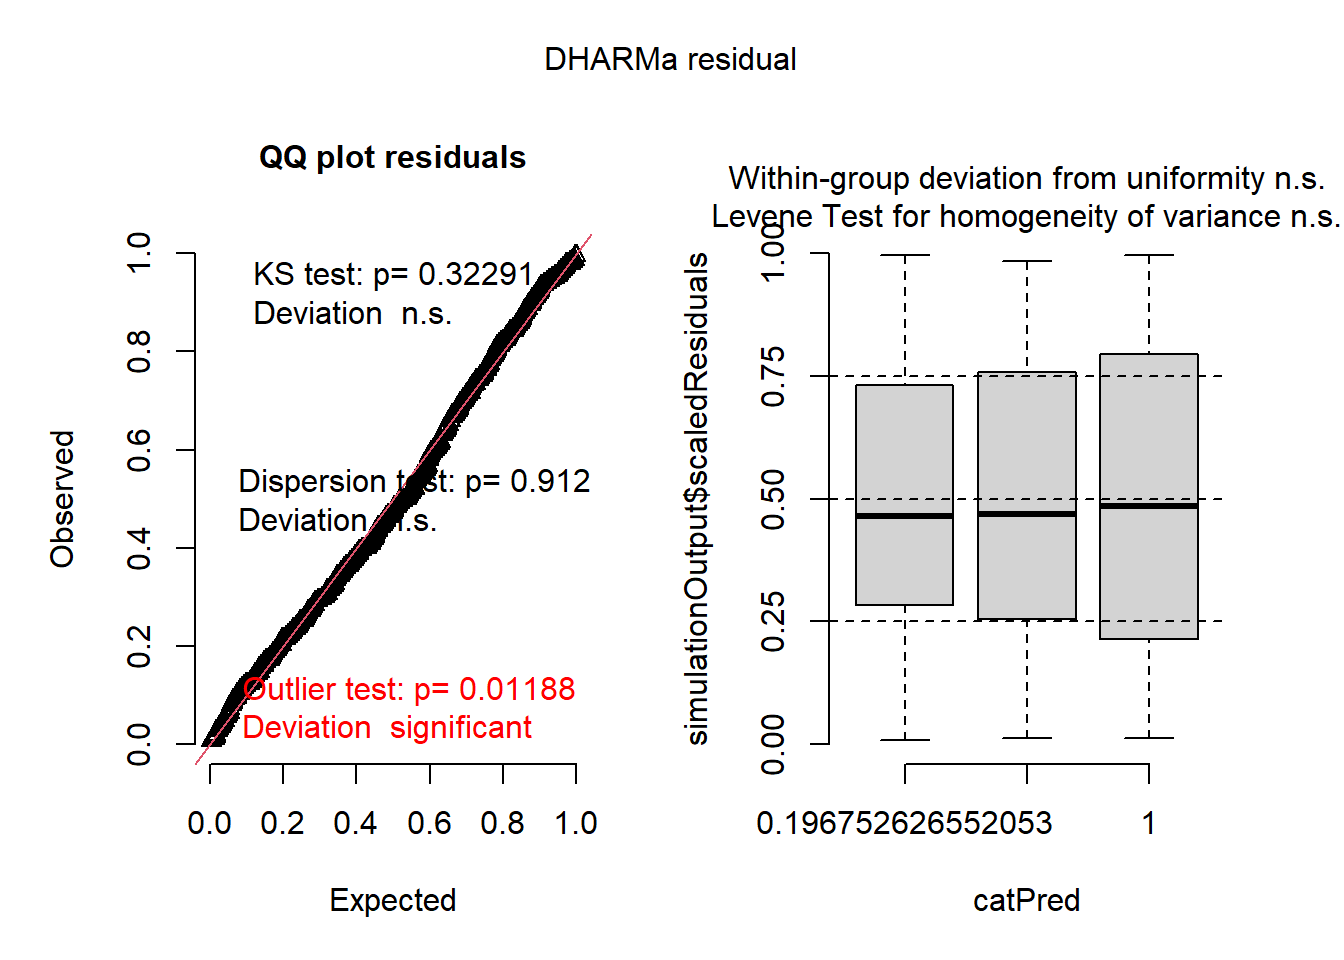 DHARMa residual
QQ plot residuals
KS test: p= 0.32291
Deviation  n.s.
Dispersion test: p= 0.912
Deviation  n.s.
Outlier test: p= 0.01188
Deviation  significant
Observed
1.0
0.8
0.6
0.4
0.2
0.0
0.0 0.2 0.4 0.6 0.8 1.0
Expected
Within-group deviation from uniformity n.s.
Levene Test for homogeneity of variance n.s.
simulationOutput$scaledResiduals
1.00
0.75
0.50
0.25
0.00
0.196752626552053 1
catPred